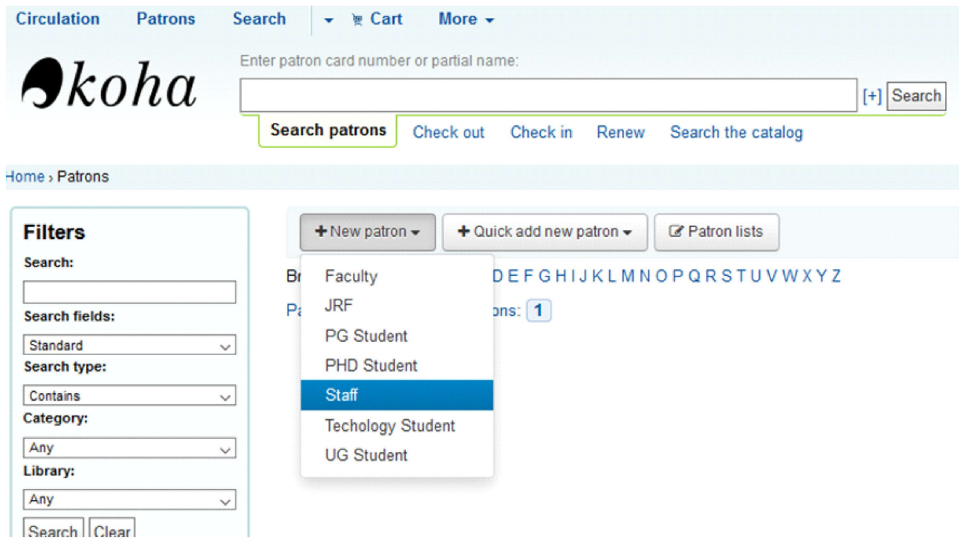 Circulation Patrons Search Cart More
koha
Enter patron card number or partial name:
[+] Search
Search patrons Check out Check in Renew Search the catalog
Home › Patrons
Filters
Search:
Search fields:
Standard
Search type:
Contains
Category:
Any
Library:
Any
Search Clear
+ New patron + Quick add new patron Patron lists
Faculty
JRF
PG Student
PHD Student
Staff
Techology Student
UG Student
D E F G H I J K L M N O P Q R S T U V W X Y Z
1